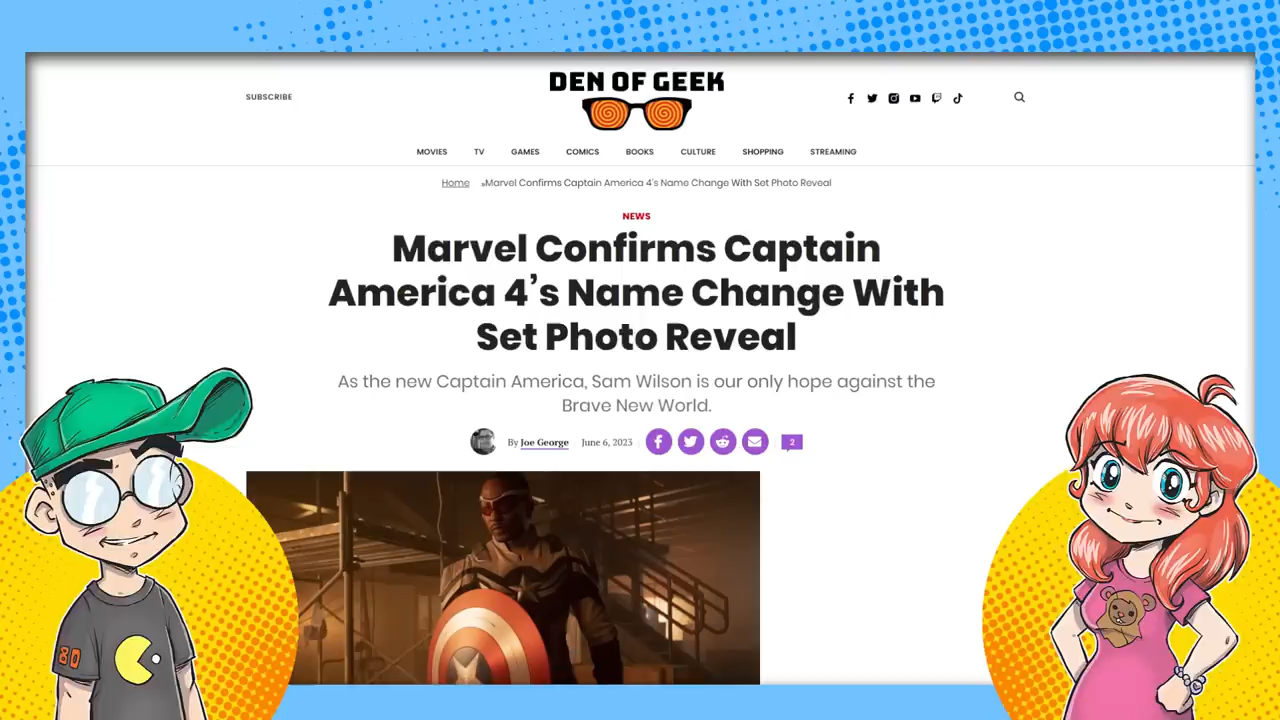 DEN OF GEEK
SUBSCRIBE
MOVIES TV GAMES COMICS BOOKS CULTURE SHOPPING STREAMING
Home »Marvel Confirms Captain America 4's Name Change With Set Photo Reveal
NEWS
Marvel Confirms Captain
America 4’s Name Change With
Set Photo Reveal
As the new Captain America, Sam Wilson is our only hope against the
Brave New World.
By Joe George June 6, 2023 2
80